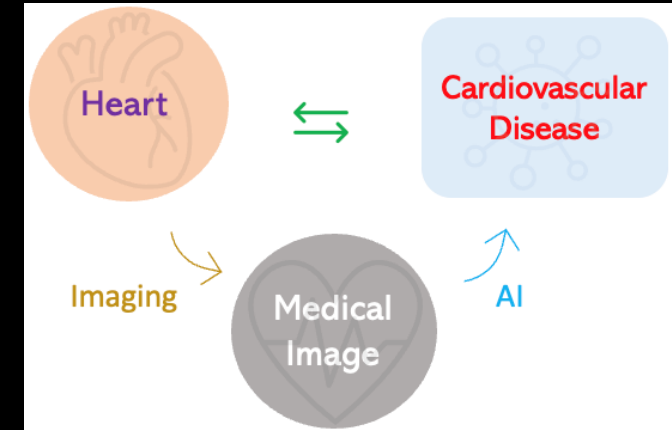 Heart
Cardiovascular
Disease
Imaging
Medical
Image
AI